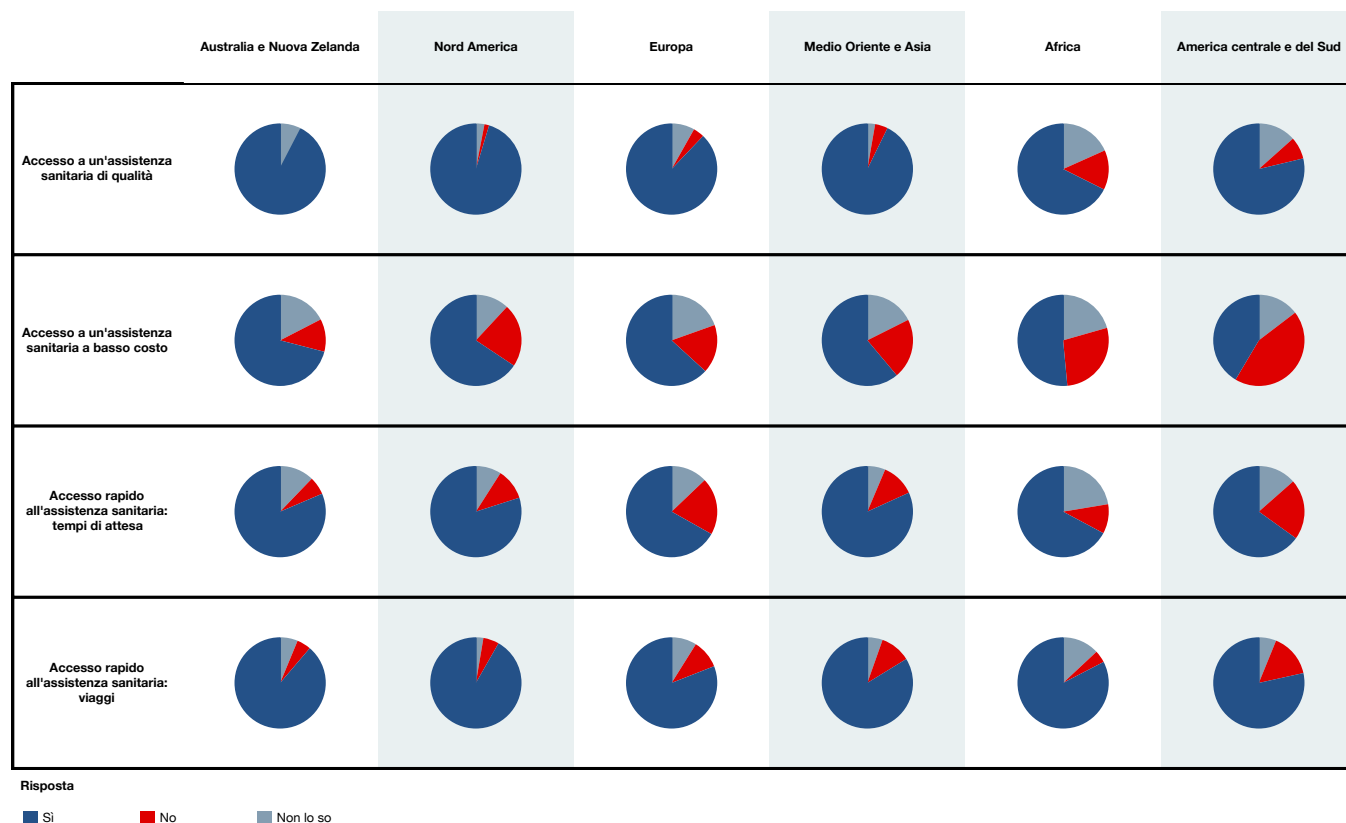 Australia e Nuova Zelanda
Nord America
Europa
Medio Oriente e Asia
Africa
America centrale e del Sud
Accesso a un'assistenza
sanitaria di qualità
Accesso a un'assistenza
sanitaria a basso costo
Accesso rapido
all'assistenza sanitaria:
tempi di attesa
Accesso rapido
all'assistenza sanitaria:
viaggi
Risposta
Sì
No
Non lo so